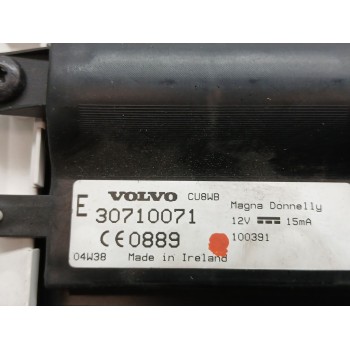 VOLVO CU8WB
E 30710071 Magna Donnelly
12V 15mA
CE0889 100391
04W38 Made in Ireland